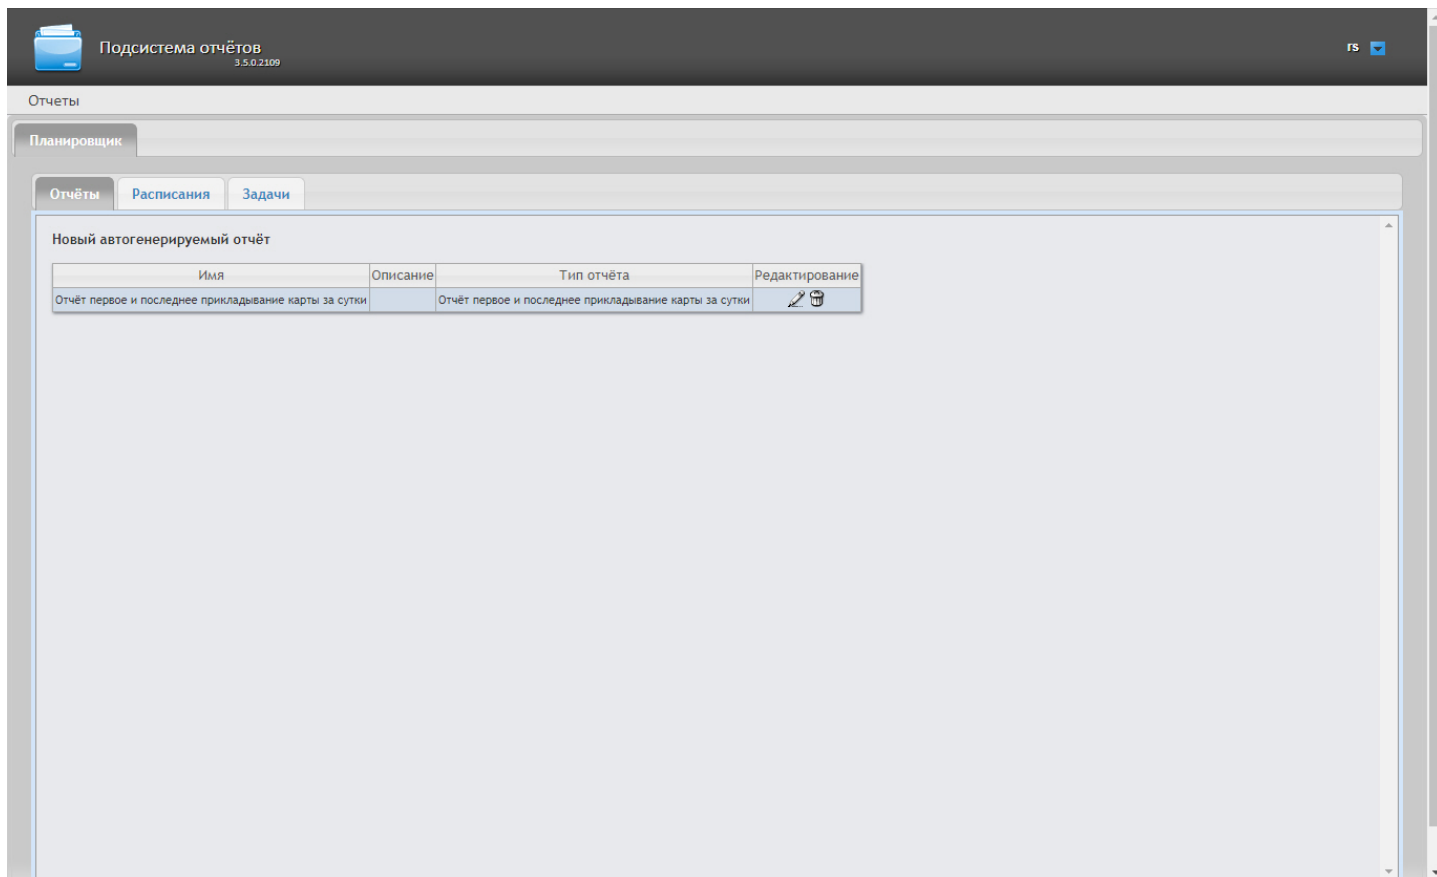 Подсистема отчётов
3.5.0.2109
rs
Отчеты
Планировщик
Отчёты Расписания Задачи
Новый автогенерируемый отчёт
Имя Описание Тип отчёта Редактирование
Отчёт первое и последнее прикладывание карты за сутки Отчёт первое и последнее прикладывание карты за сутки